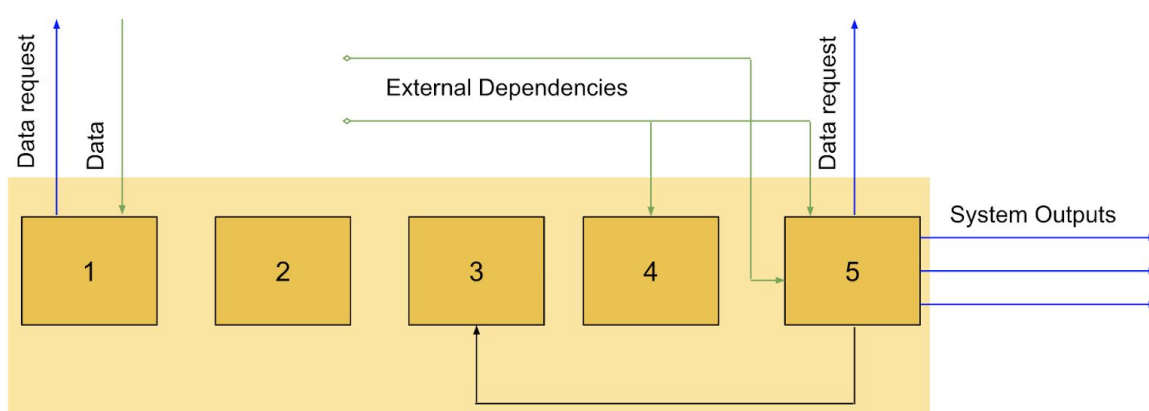 Data request
Data
External Dependencies
Data request
System Outputs
1
2
3
4
5